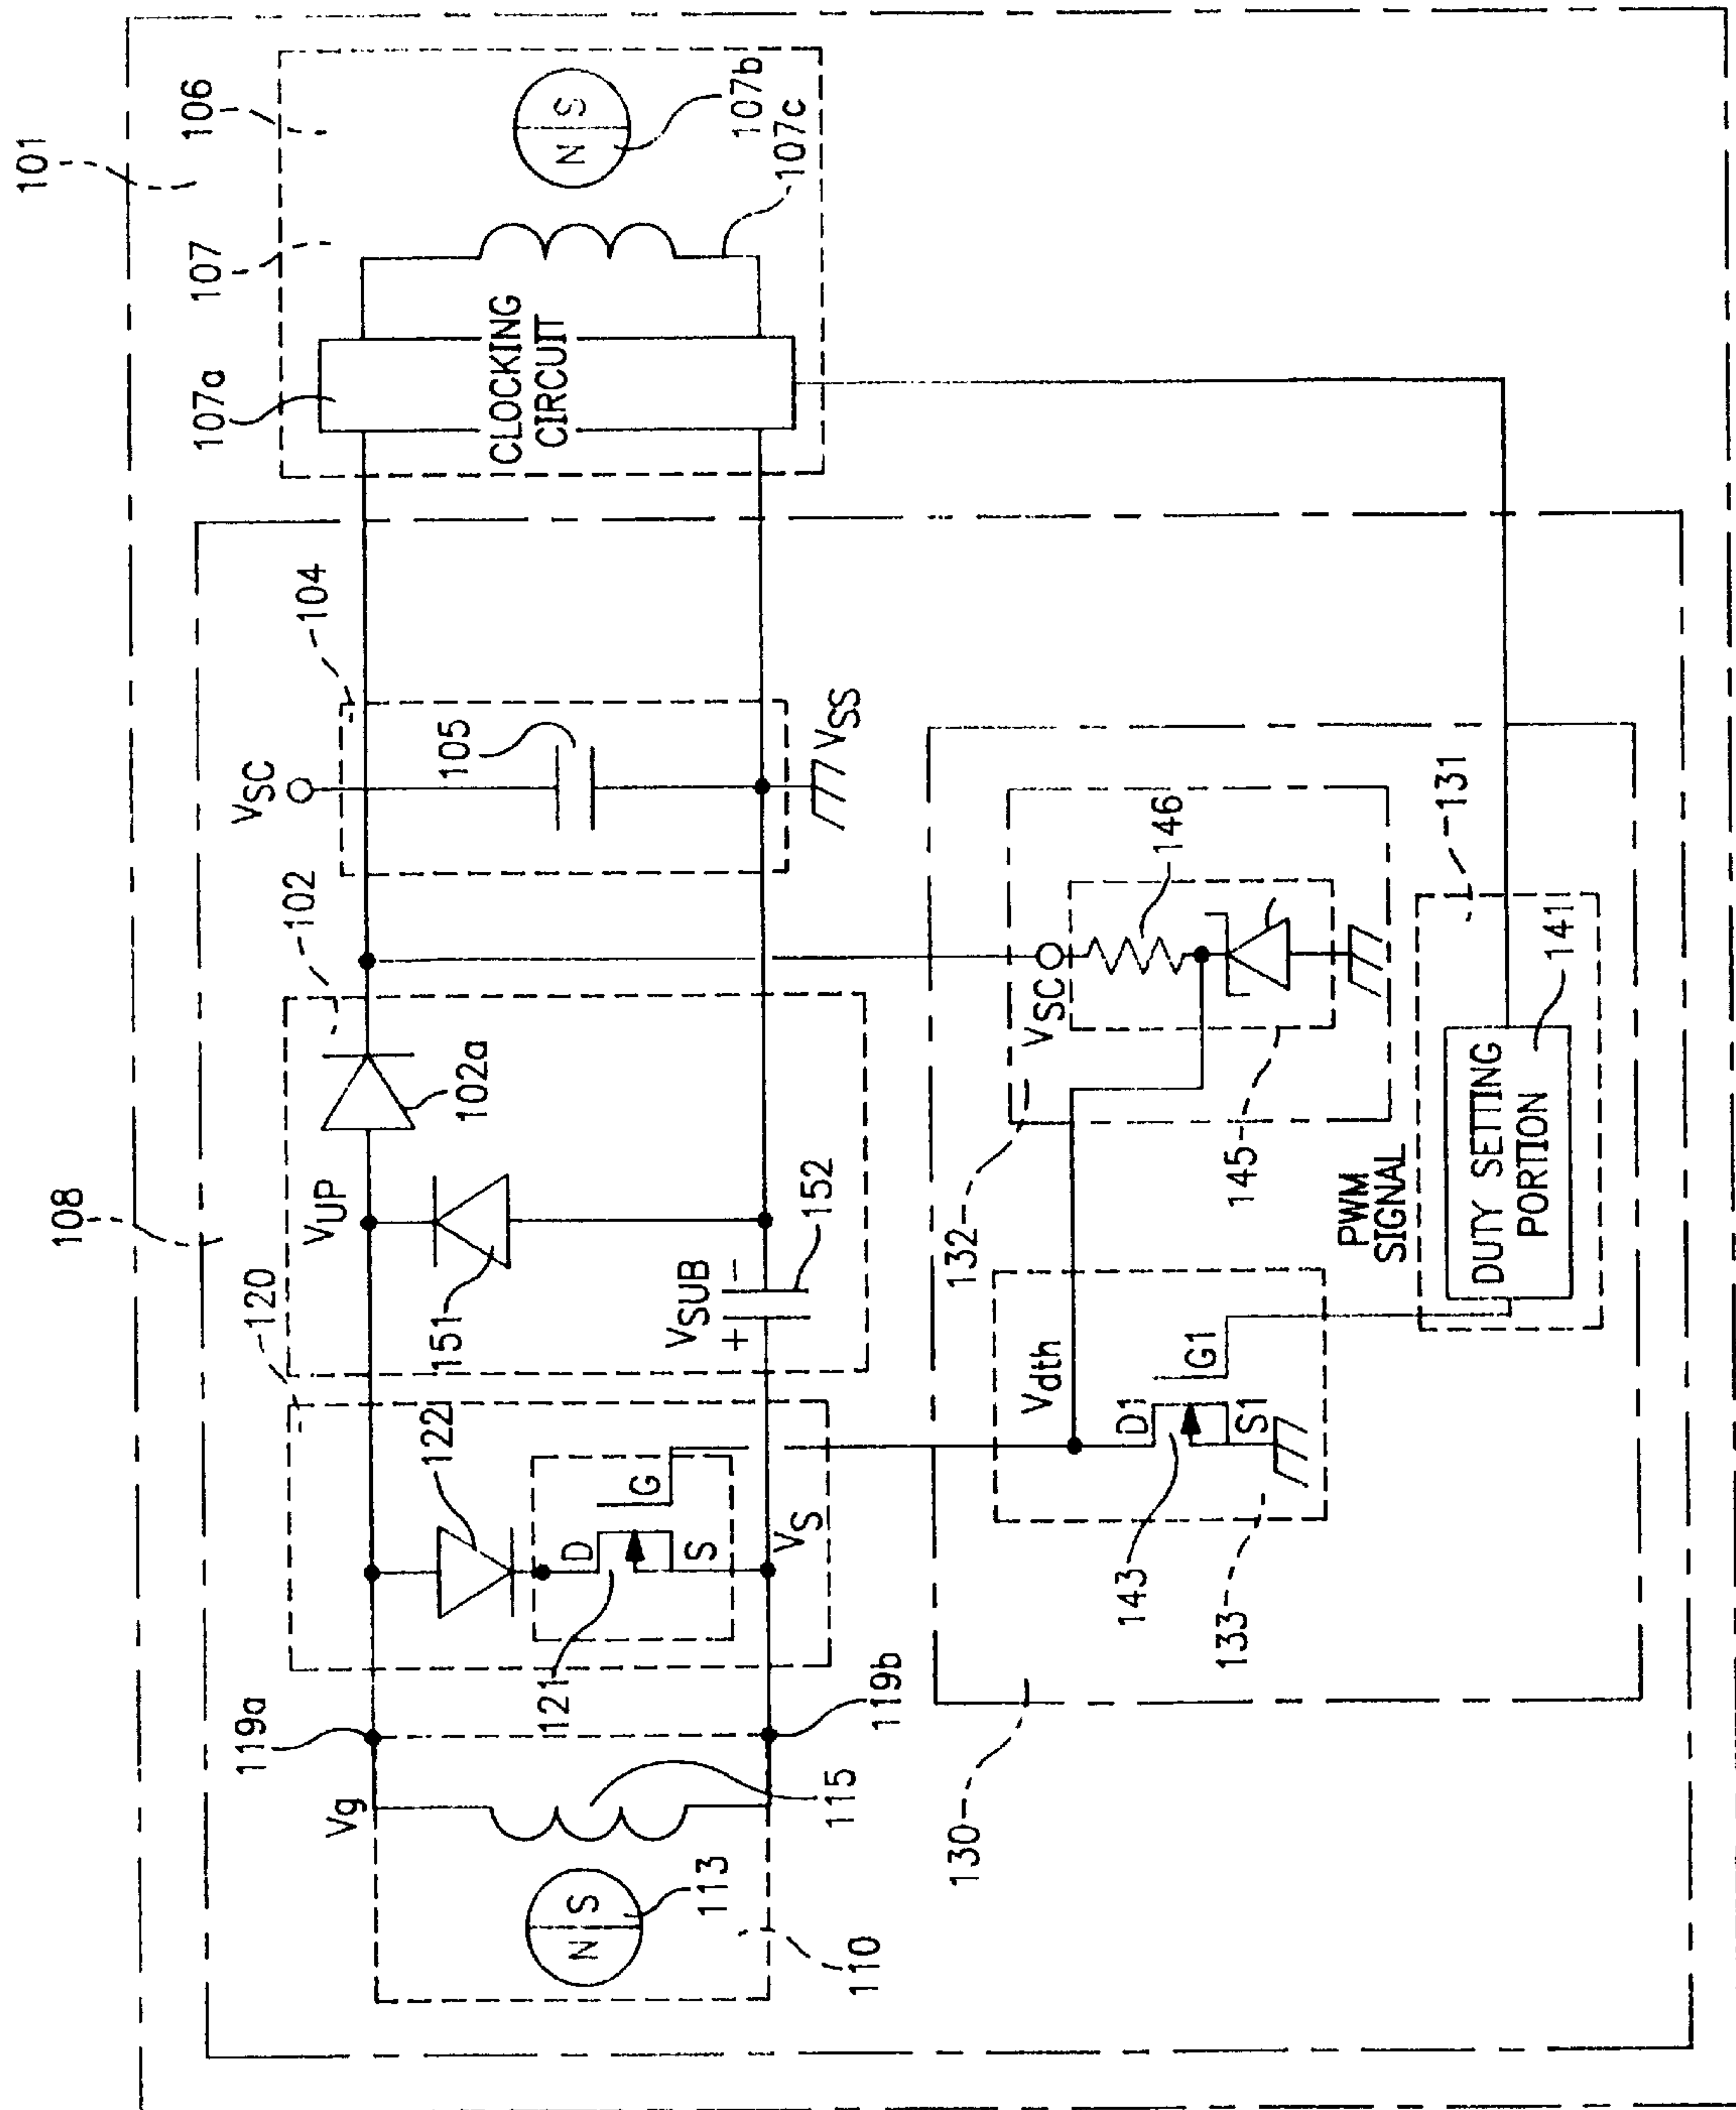 101
108
120
102
104
107
106
119a
VUP
VSC
107a
Vg
122
151
102a
105
107b
107c
N S
N S
D
G
S
121
VSUB
+ −
152
CLOCKING
CIRCUIT
113
115
VS
VSS
110
119b
130
132
VSC
146
Vdth
D1
G1
S1
143
145
133
PWM
SIGNAL
131
DUTY SETTING
PORTION
141